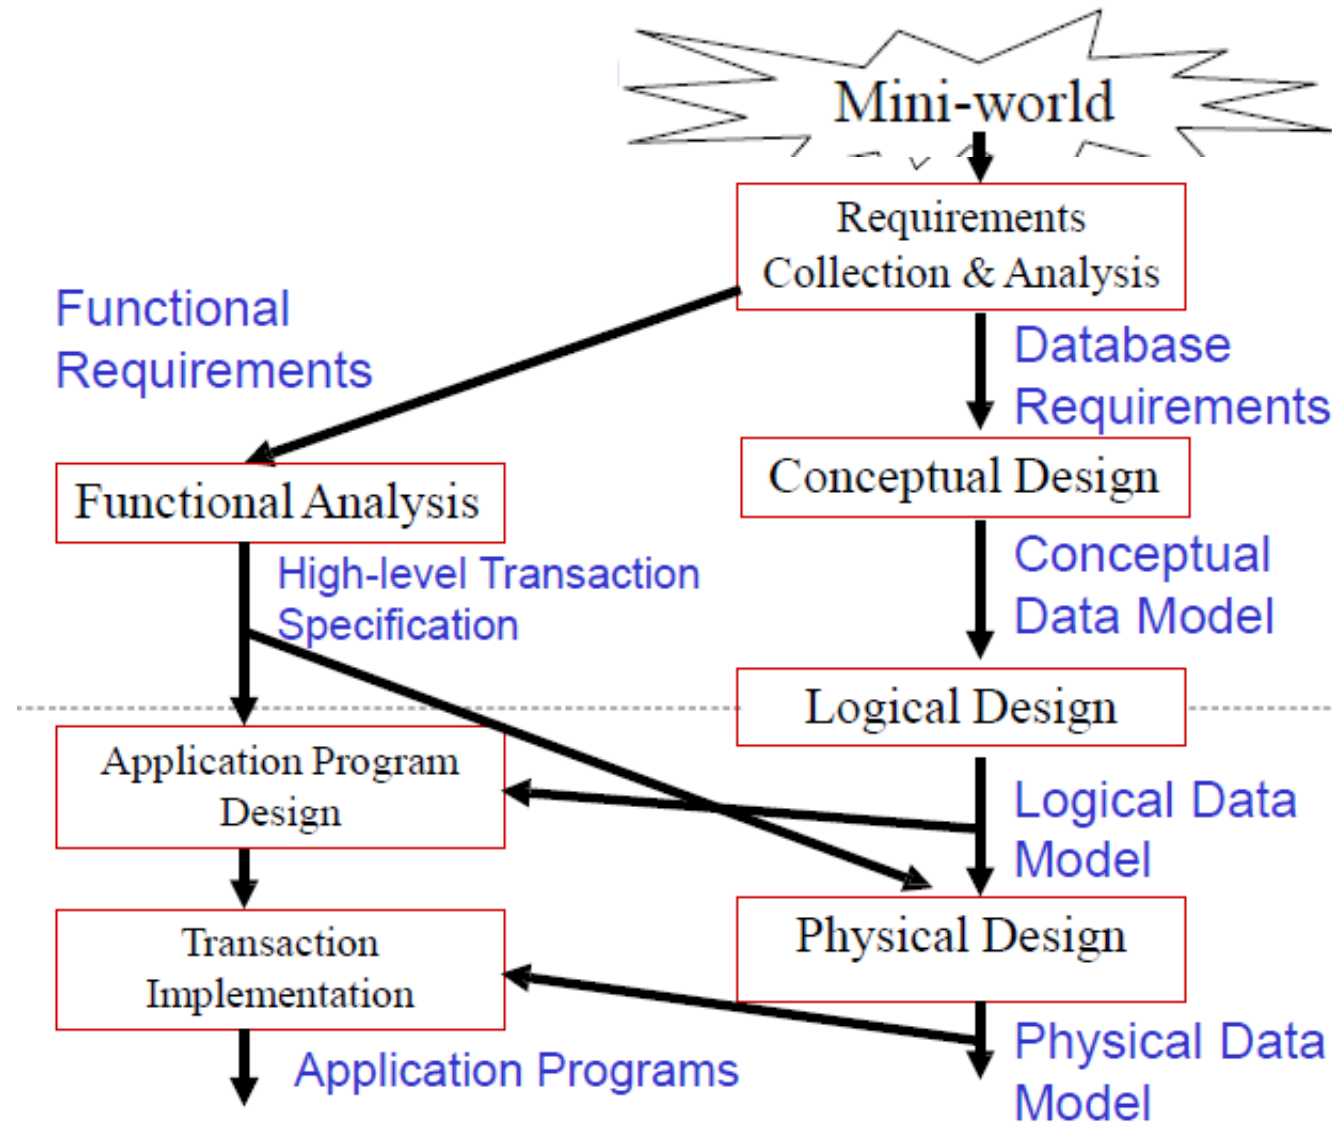 Mini-world
Requirements
Collection & Analysis
Functional
Requirements
Database
Requirements
Functional Analysis
Conceptual Design
High-level Transaction
Specification
Conceptual
Data Model
Logical Design
Application Program
Design
Logical Data
Model
Transaction
Implementation
Physical Design
Application Programs
Physical Data
Model